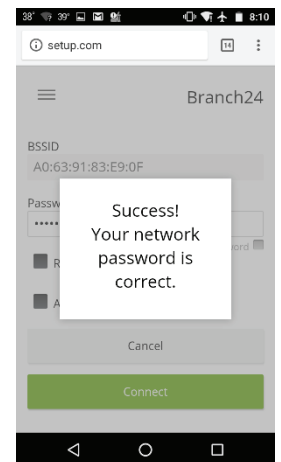 38° 39° 8:10
setup.com 14
Branch24
BSSID
A0:63:91:83:E9:0F
Passw
Success!
Your network
password is
correct.
R
A
Cancel
Connect